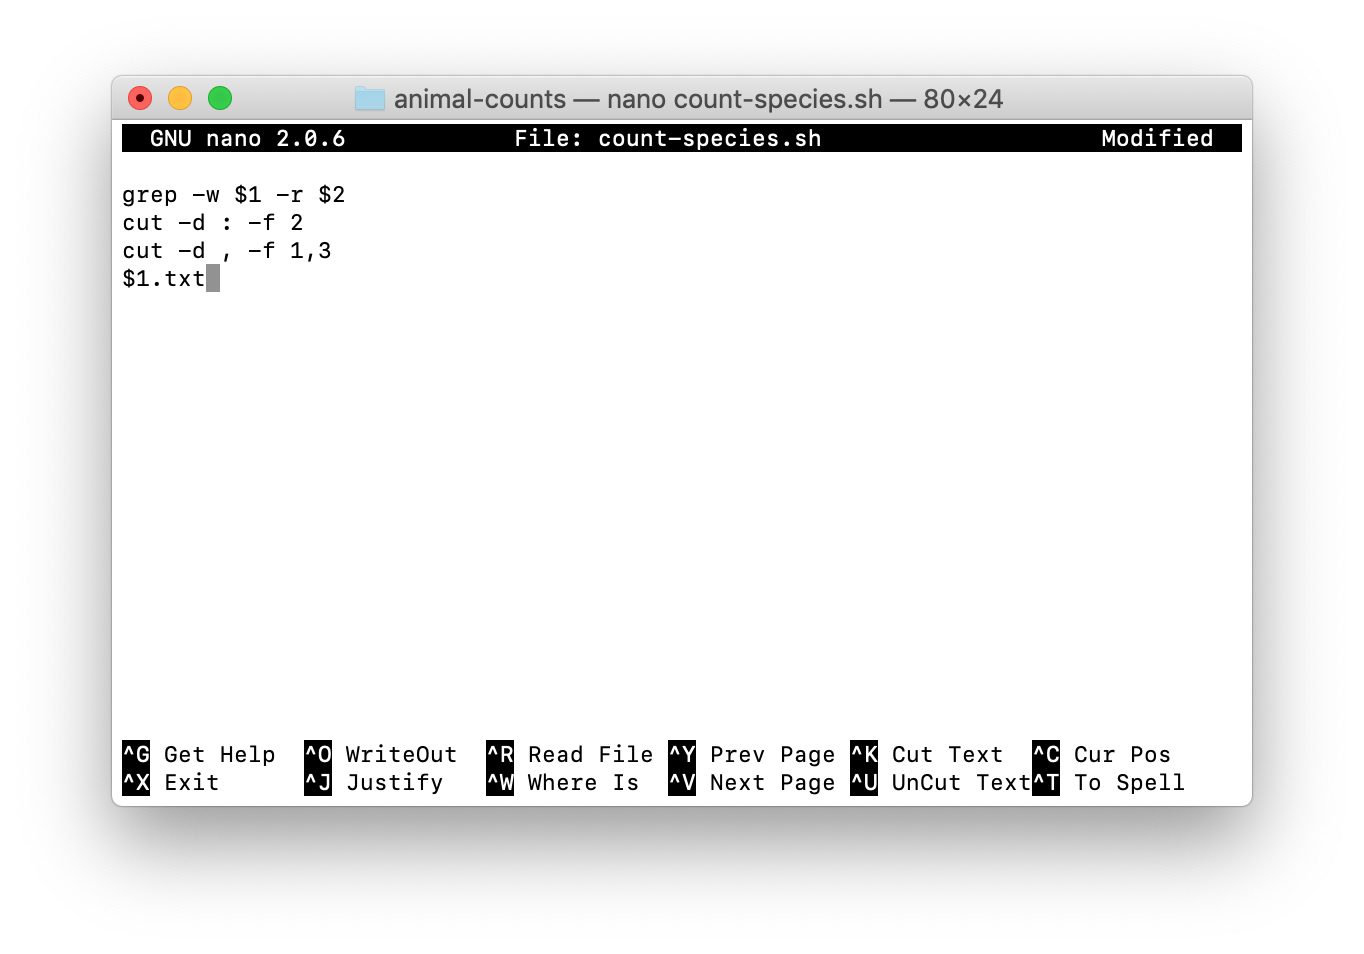 animal-counts — nano count-species.sh — 80×24
GNU nano 2.0.6 File: count-species.sh Modified
grep -w $1 -r $2
cut -d : -f 2
cut -d , -f 1,3
$1.txt
^G Get Help ^O WriteOut ^R Read File ^Y Prev Page ^K Cut Text ^C Cur Pos
^X Exit ^J Justify ^W Where Is ^V Next Page ^U UnCut Text ^T To Spell